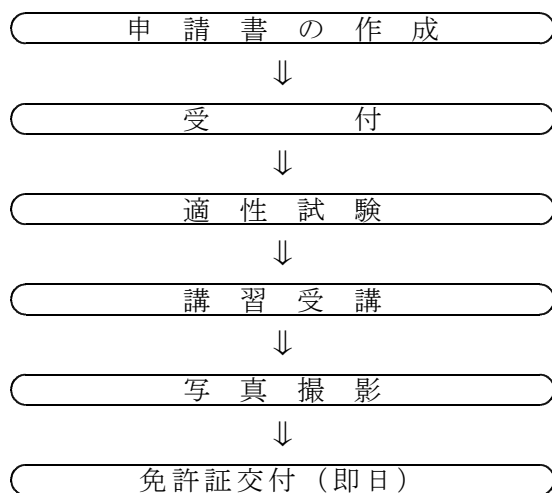 申請書の作成
⇓
受付
⇓
適性試験
⇓
講習受講
⇓
写真撮影
⇓
免許証交付（即日）